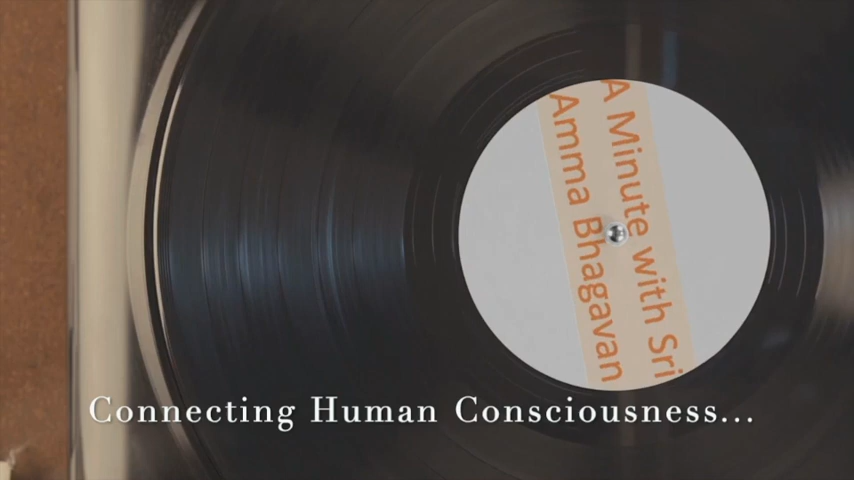 A Minute with Sri
Amma Bhagavan
Connecting Human Consciousness...